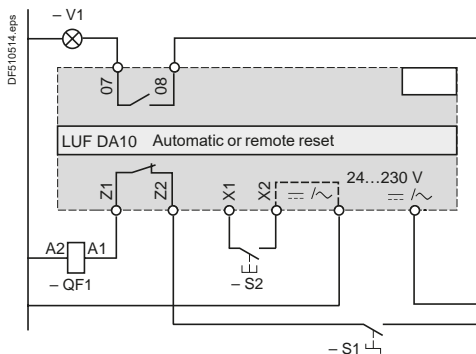 DF510514.eps
– V1
07
08
LUF DA10 Automatic or remote reset
24…230 V
Z1
Z2
X1
X2
⎓ /∼
⎓ /∼
A2
A1
– QF1
– S2
– S1